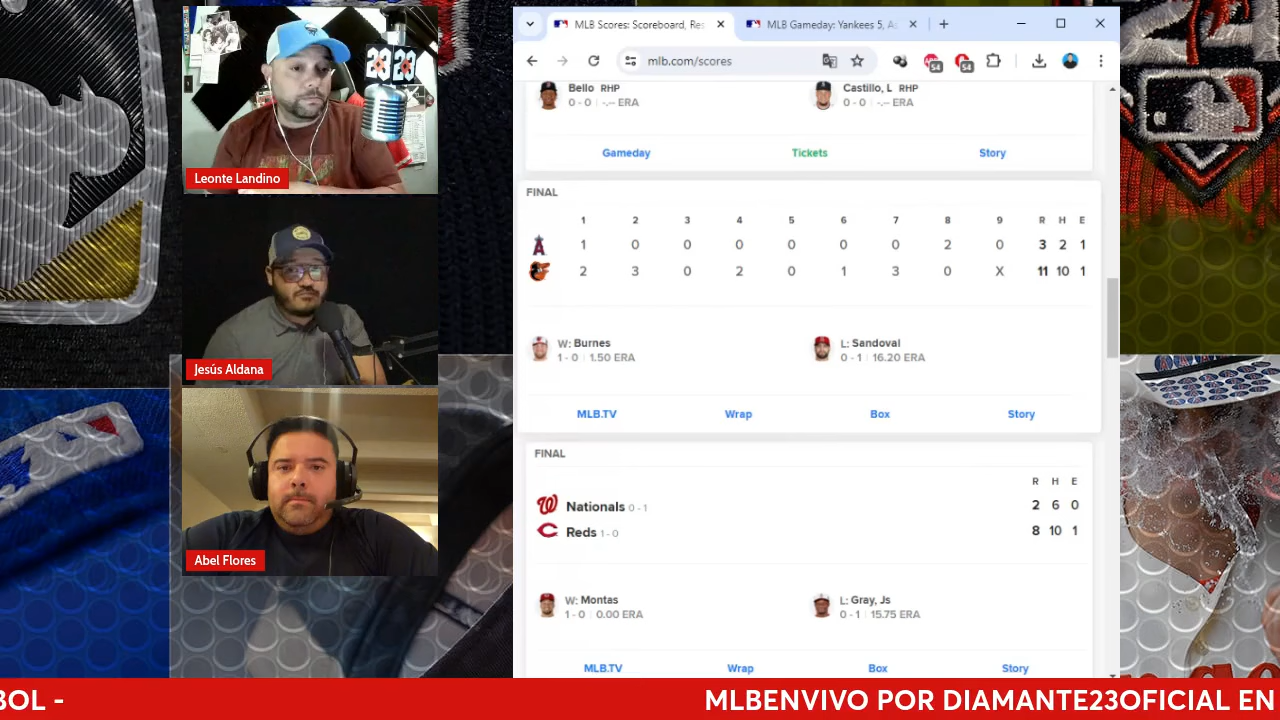 MLB Scores: Scoreboard, Res
MLB Gameday: Yankees 5, As
mlb.com/scores
54
54
23 23
Leonte Landino
Bello RHP
0 - 0 | -.-- ERA
Castillo, L RHP
0 - 0 | -.-- ERA
Gameday
Tickets
Story
FINAL
1 2 3 4 5 6 7 8 9 R H E
A 1 0 0 0 0 0 0 2 0 3 2 1
2 3 0 2 0 1 3 0 X 11 10 1
Jesús Aldana
W: Burnes
1 - 0 | 1.50 ERA
L: Sandoval
0 - 1 | 16.20 ERA
MLB.TV
Wrap
Box
Story
FINAL
R H E
W Nationals 0 - 1 2 6 0
C Reds 1 - 0 8 10 1
Abel Flores
W: Montas
1 - 0 | 0.00 ERA
L: Gray, Js
0 - 1 | 15.75 ERA
MLB.TV
Wrap
Box
Story
BOL - MLBENVIVO POR DIAMANTE23OFICIAL EN